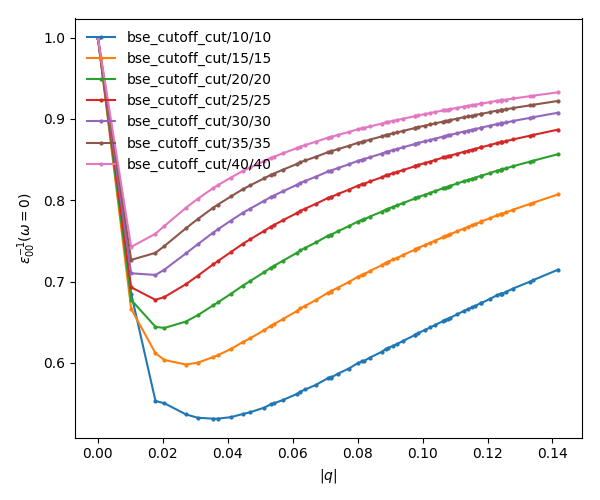 bse_cutoff_cut/10/10
bse_cutoff_cut/15/15
bse_cutoff_cut/20/20
bse_cutoff_cut/25/25
bse_cutoff_cut/30/30
bse_cutoff_cut/35/35
bse_cutoff_cut/40/40
1.0
0.9
0.8
0.7
0.6
ε₀₀⁻¹(ω = 0)
0.00 0.02 0.04 0.06 0.08 0.10 0.12 0.14
|q|